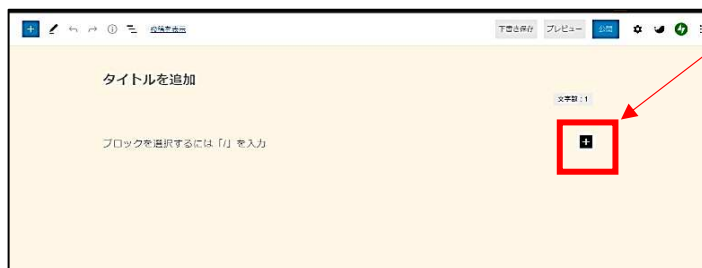 投稿を表示
下書き保存 プレビュー 公開
タイトルを追加
文字数：1
ブロックを選択するには「/」を入力